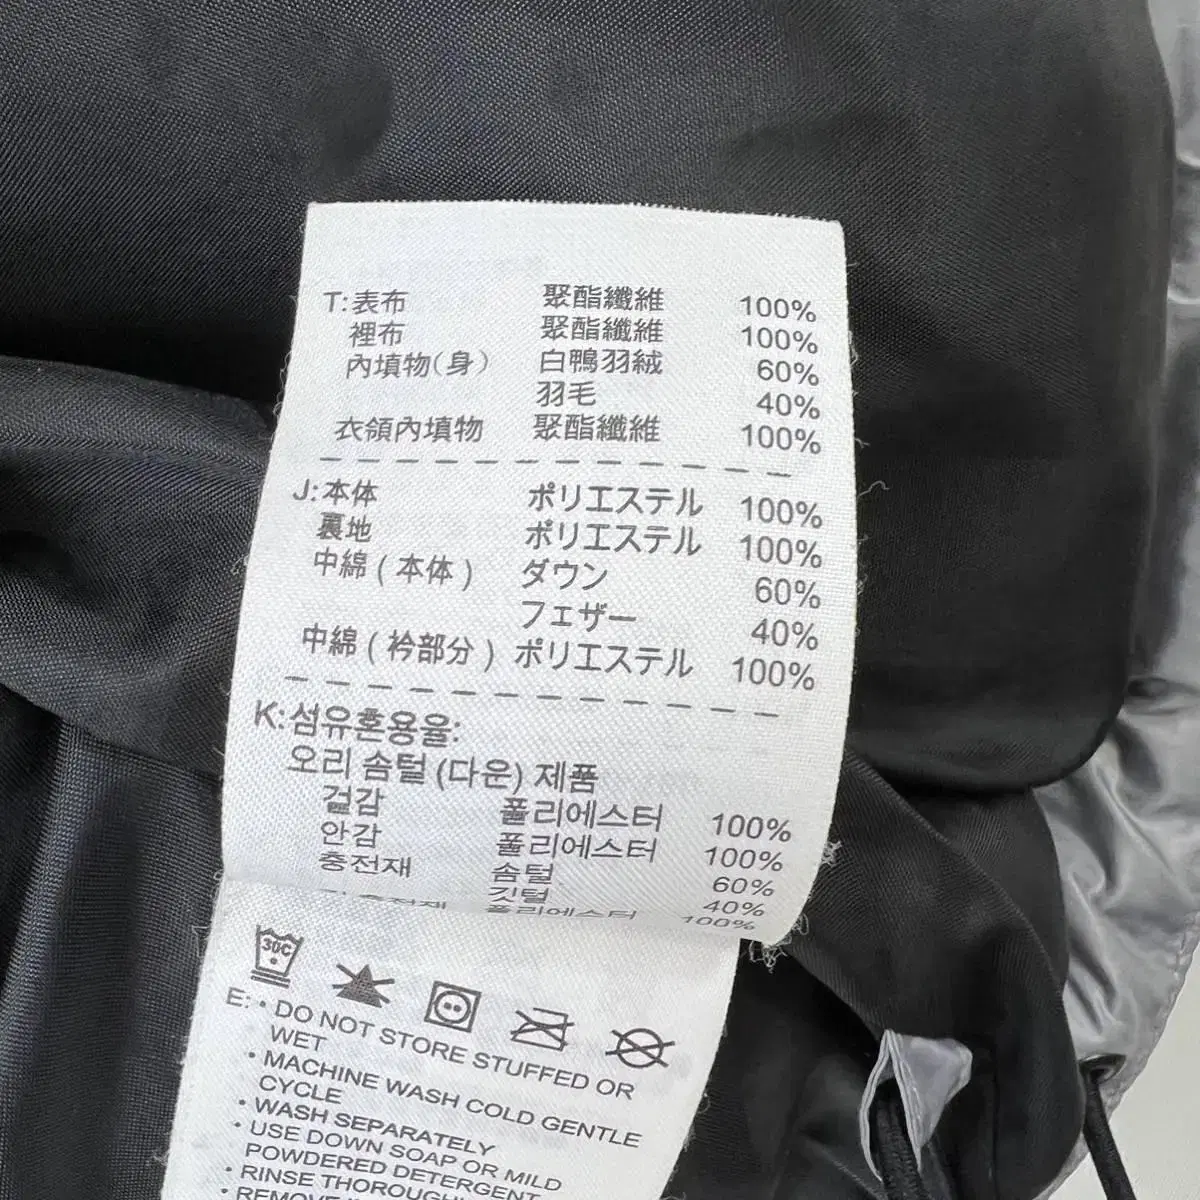 T:表布 聚酯纖維 100%
裡布 聚酯纖維 100%
內填物(身) 白鴨羽絨 60%
羽毛 40%
衣領內填物 聚酯纖維 100%
J:本体 ポリエステル 100%
裏地 ポリエステル 100%
中綿(本体) ダウン 60%
フェザー 40%
中綿(衿部分) ポリエステル 100%
K:섬유혼용율:
오리 솜털 (다운) 제품
겉감 폴리에스터 100%
안감 폴리에스터 100%
충전재 솜털 60%
깃털 40%
충전재 폴리에스터 100%
30C
E: • DO NOT STORE STUFFED OR
WET
• MACHINE WASH COLD GENTLE
CYCLE
• WASH SEPARATELY
• USE DOWN SOAP OR MILD
POWDERED DETERGENT
• RINSE THOROUGHLY
• REMOVE